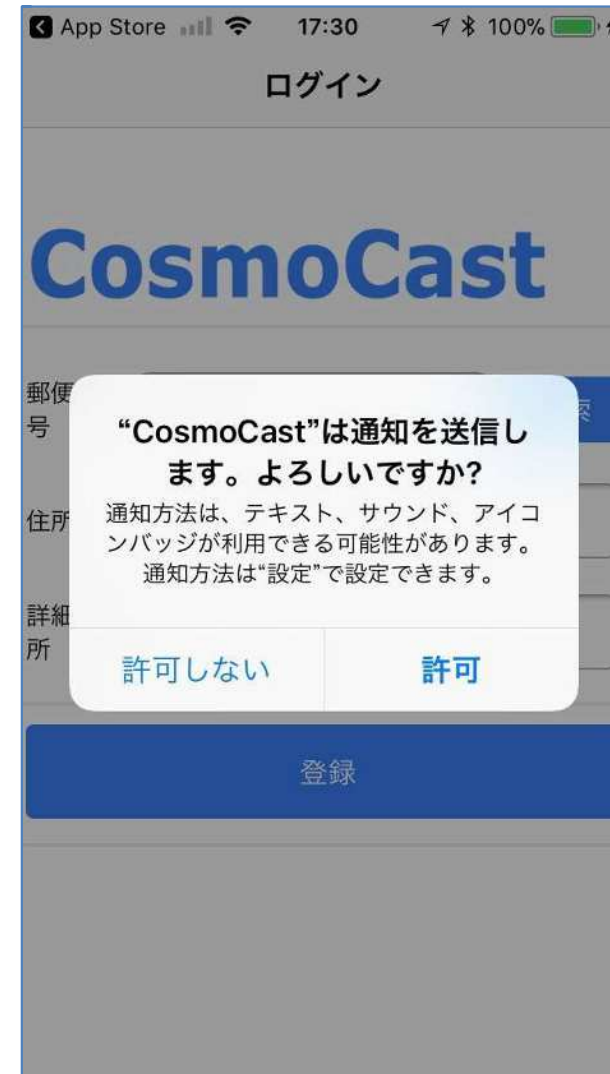 App Store 17:30 100%
ログイン
CosmoCast
郵便
号
索
“CosmoCast”は通知を送信し
ます。よろしいですか?
通知方法は、テキスト、サウンド、アイコ
ンバッジが利用できる可能性があります。
通知方法は“設定”で設定できます。
住所
詳細
所
許可しない 許可
登録